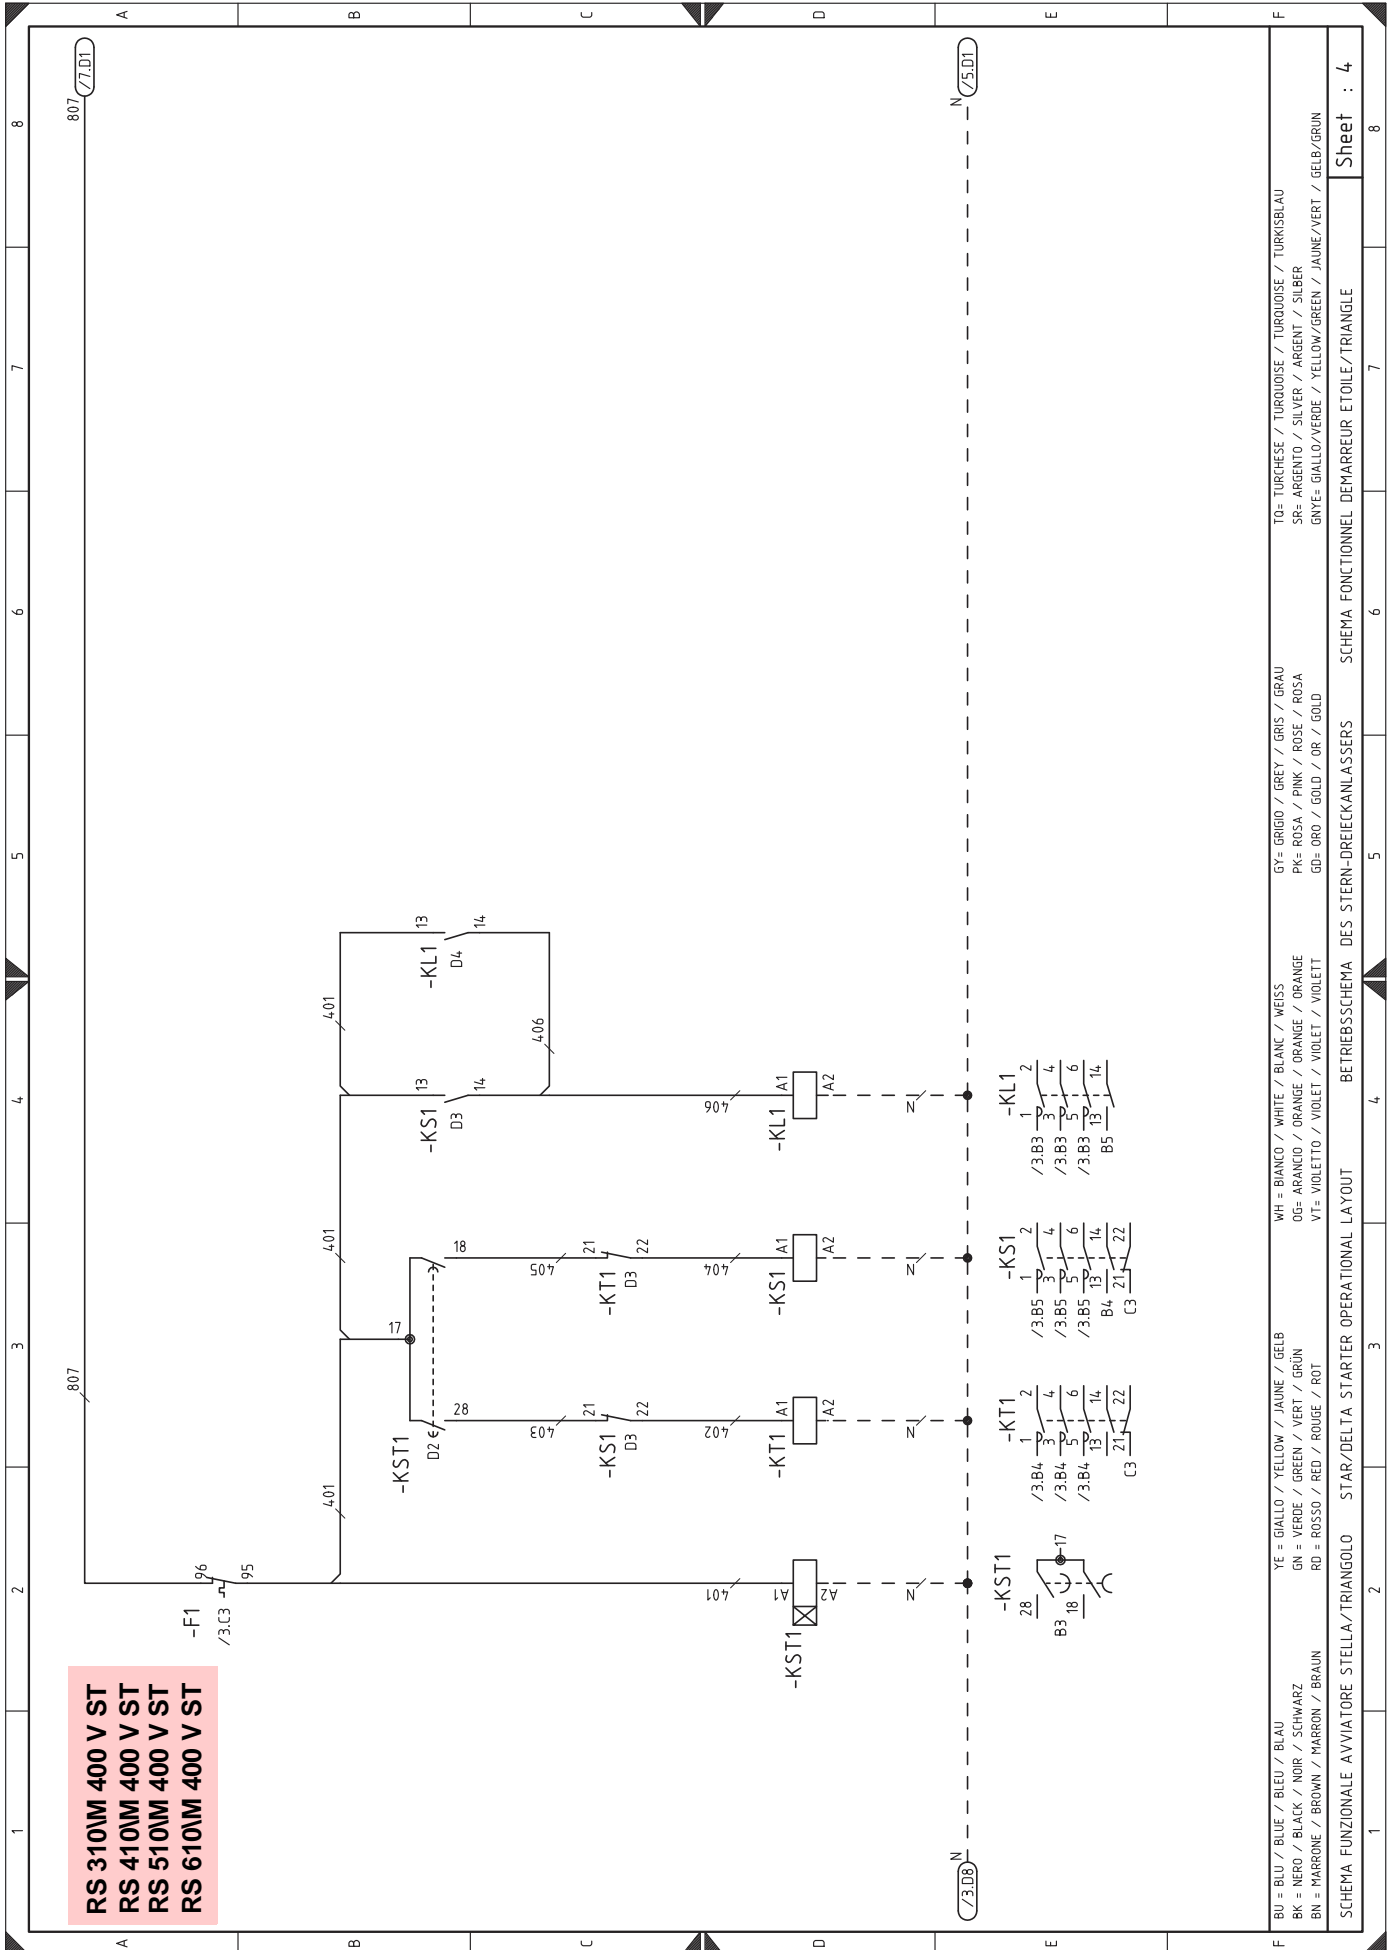 1 2 3 4 5 6 7 8
A
B
C
D
E
F
RS 310\M 400 V ST
RS 410\M 400 V ST
RS 510\M 400 V ST
RS 610\M 400 V ST
807
807
/7.D1
-F1
/3.C3
96
95
401
401
401
401
-KST1
D2
17
28
18
403
405
-KS1
D3
21
22
-KT1
D3
21
22
-KS1
D3
13
14
-KL1
D4
13
14
406
401
402
404
406
-KST1
A1
A2
-KT1
A1
A2
-KS1
A1
A2
-KL1
A1
A2
N
N
N
N
/3.D8
N
N
/5.D1
-KST1
28
B3
18
17
-KT1
/3.B4 1 2
/3.B4 3 4
/3.B4 5 6
13 14
C3 21 22
-KS1
/3.B5 1 2
/3.B5 3 4
/3.B5 5 6
B4 13 14
C3 21 22
-KL1
/3.B3 1 2
/3.B3 3 4
/3.B3 5 6
B5 13 14
BU = BLU / BLUE / BLEU / BLAU
BK = NERO / BLACK / NOIR / SCHWARZ
BN = MARRONE / BROWN / MARRON / BRAUN
YE = GIALLO / YELLOW / JAUNE / GELB
GN = VERDE / GREEN / VERT / GRÜN
RD = ROSSO / RED / ROUGE / ROT
WH = BIANCO / WHITE / BLANC / WEISS
OG= ARANCIO / ORANGE / ORANGE / ORANGE
VT= VIOLETTO / VIOLET / VIOLET / VIOLETT
GY= GRIGIO / GREY / GRIS / GRAU
PK= ROSA / PINK / ROSE / ROSA
GD= ORO / GOLD / OR / GOLD
TQ= TURCHESE / TURQUOISE / TURQUOISE / TURKISBLAU
SR= ARGENTO / SILVER / ARGENT / SILBER
GNYE= GIALLO/VERDE / YELLOW/GREEN / JAUNE/VERT / GELB/GRUN
SCHEMA FUNZIONALE AVVIATORE STELLA/TRIANGOLO STAR/DELTA STARTER OPERATIONAL LAYOUT BETRIEBSSCHEMA DES STERN-DREIECKANLASSERS SCHEMA FONCTIONNEL DEMARREUR ETOILE/TRIANGLE
Sheet : 4
1 2 3 4 5 6 7 8
A
B
C
D
E
F